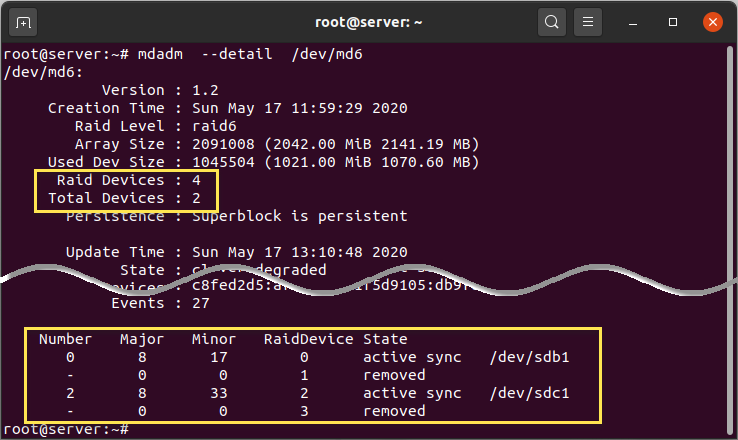 root@server: ~
root@server:~# mdadm --detail /dev/md6
/dev/md6:
Version : 1.2
Creation Time : Sun May 17 11:59:29 2020
Raid Level : raid6
Array Size : 2091008 (2042.00 MiB 2141.19 MB)
Used Dev Size : 1045504 (1021.00 MiB 1070.60 MB)
Raid Devices : 4
Total Devices : 2
Persistence : Superblock is persistent
Update Time : Sun May 17 13:10:48 2020
State : degraded
Events : 27
Number Major Minor RaidDevice State
0 8 17 0 active sync /dev/sdb1
- 0 0 1 removed
2 8 33 2 active sync /dev/sdc1
- 0 0 3 removed
root@server:~#